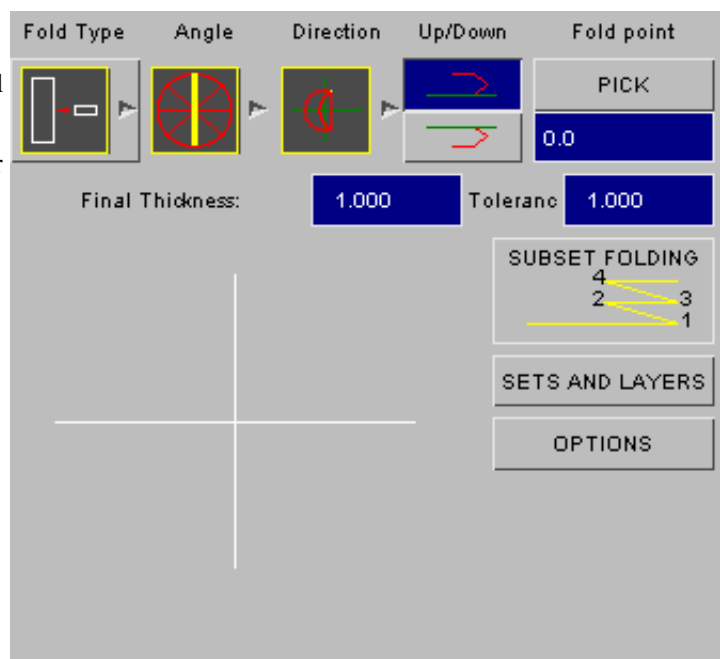 Fold Type Angle Direction Up/Down Fold point
PICK
0.0
Final Thickness: 1.000 Toleranc 1.000
SUBSET FOLDING
4
2 3
1
SETS AND LAYERS
OPTIONS